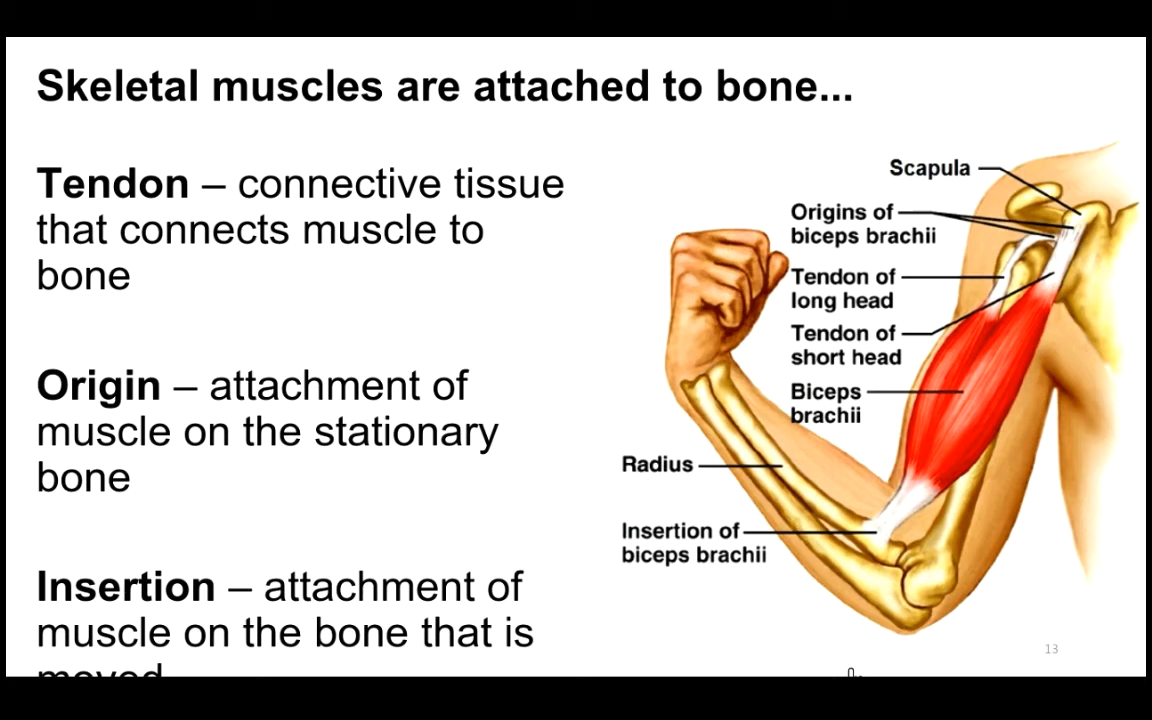 Skeletal muscles are attached to bone...
Tendon – connective tissue
that connects muscle to
bone
Origin – attachment of
muscle on the stationary
bone
Insertion – attachment of
muscle on the bone that is
moved
Scapula
Origins of
biceps brachii
Tendon of
long head
Tendon of
short head
Biceps
brachii
Radius
Insertion of
biceps brachii
13